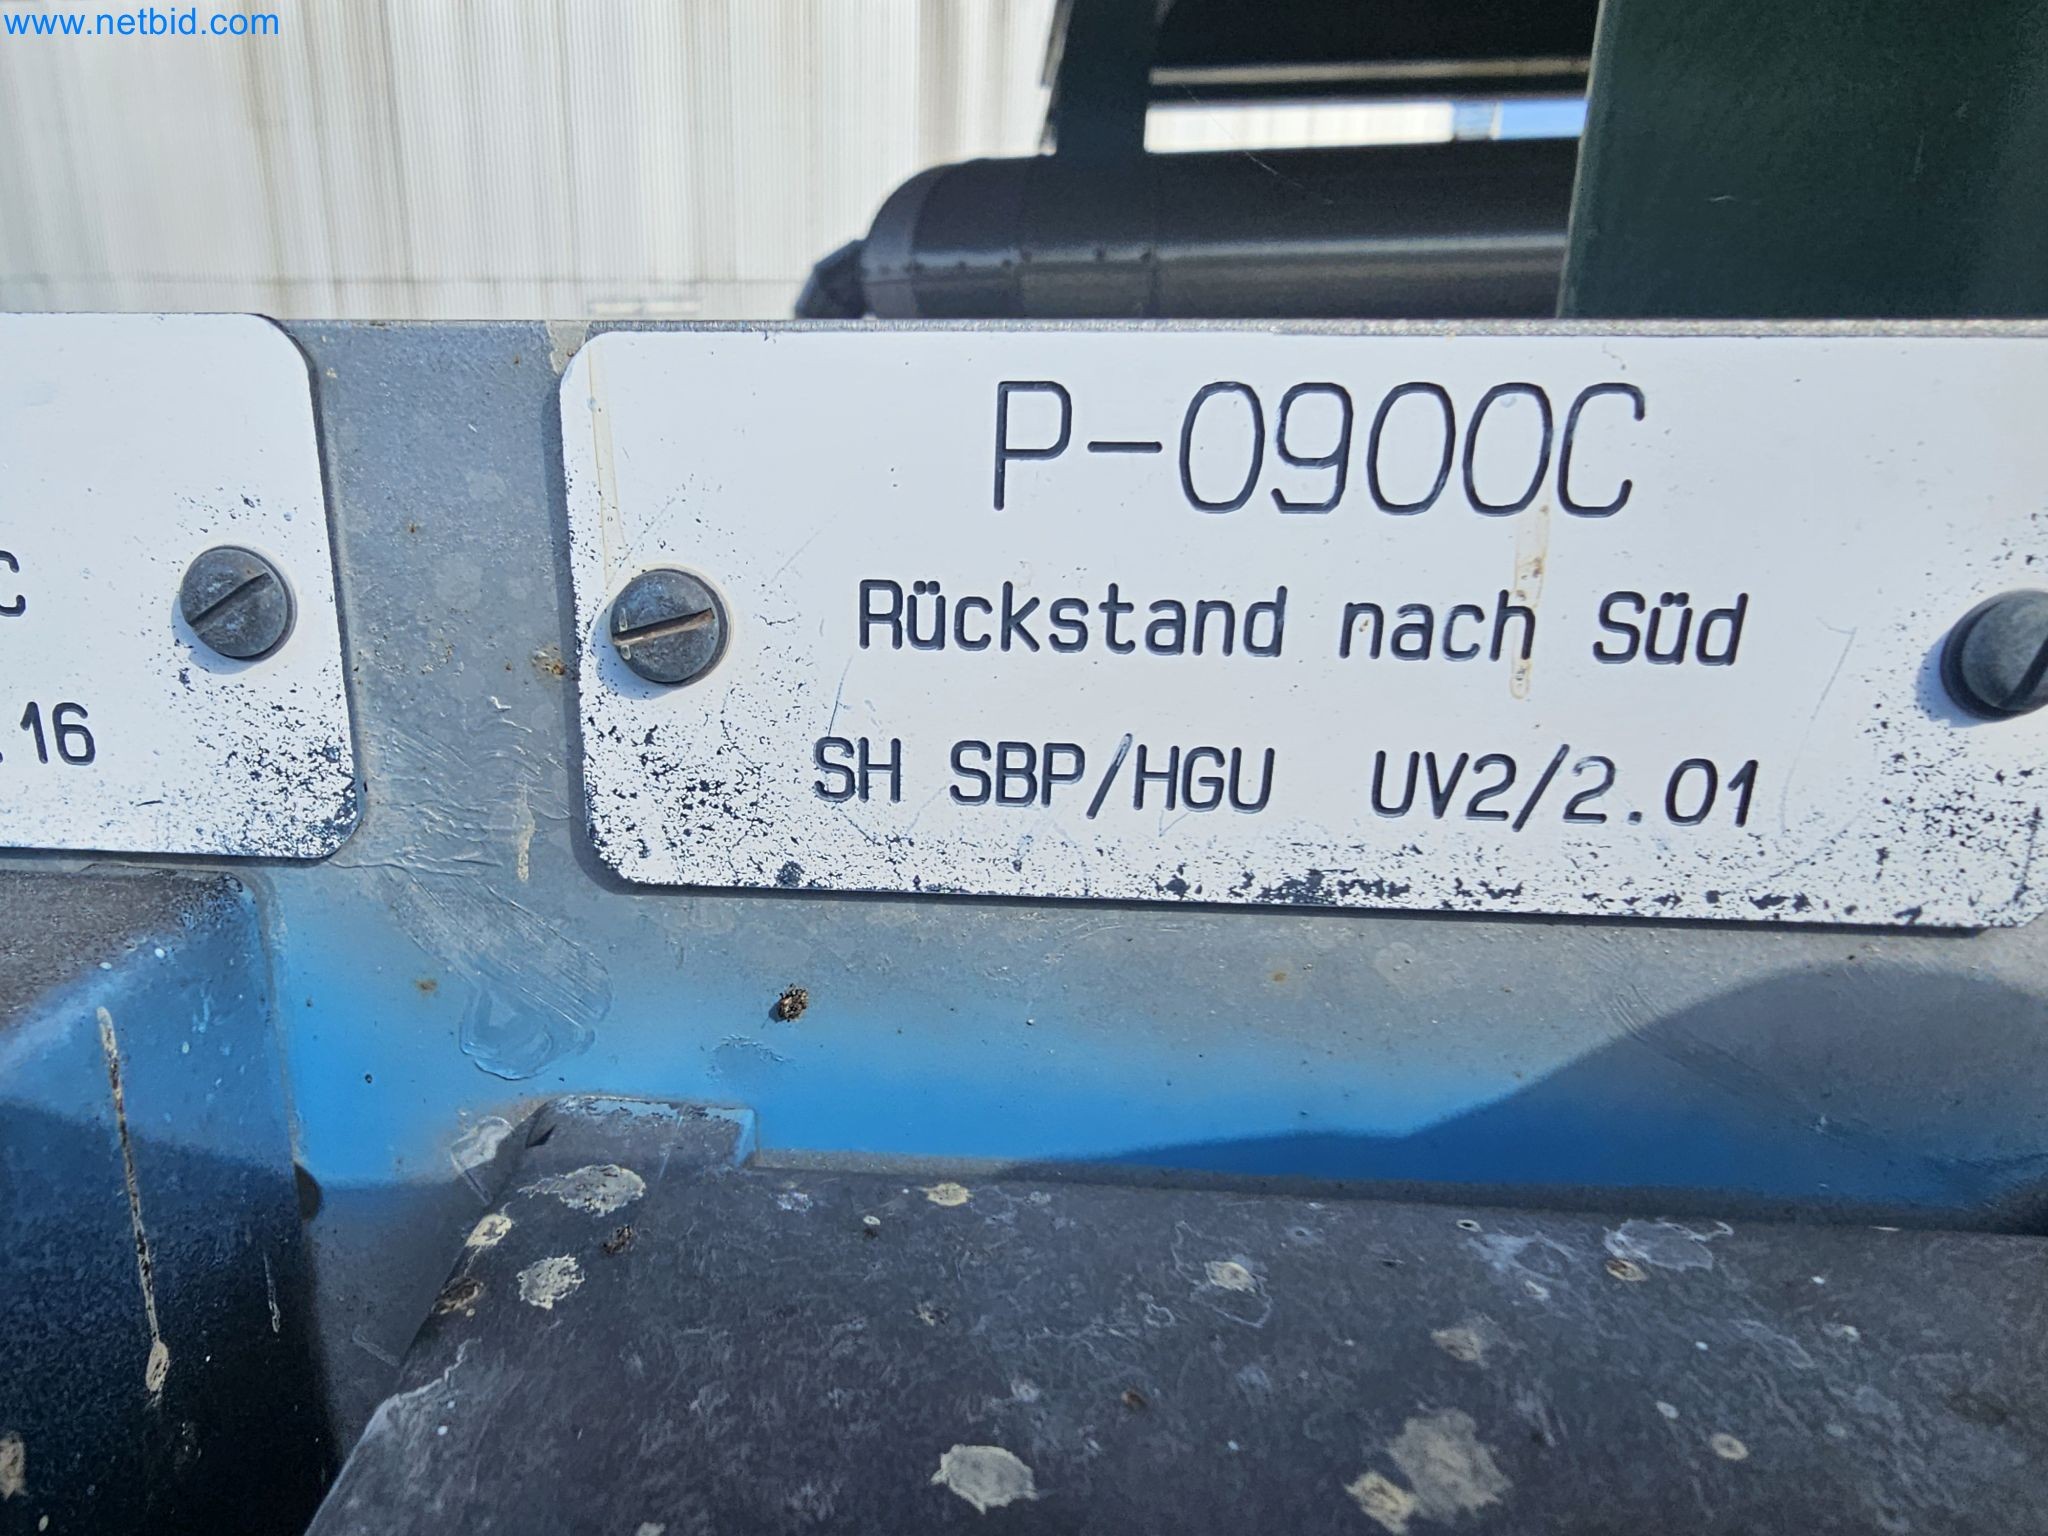 www.netbid.com
C
.16
P-0900C
Rückstand nach Süd
SH SBP/HGU UV2/2.01